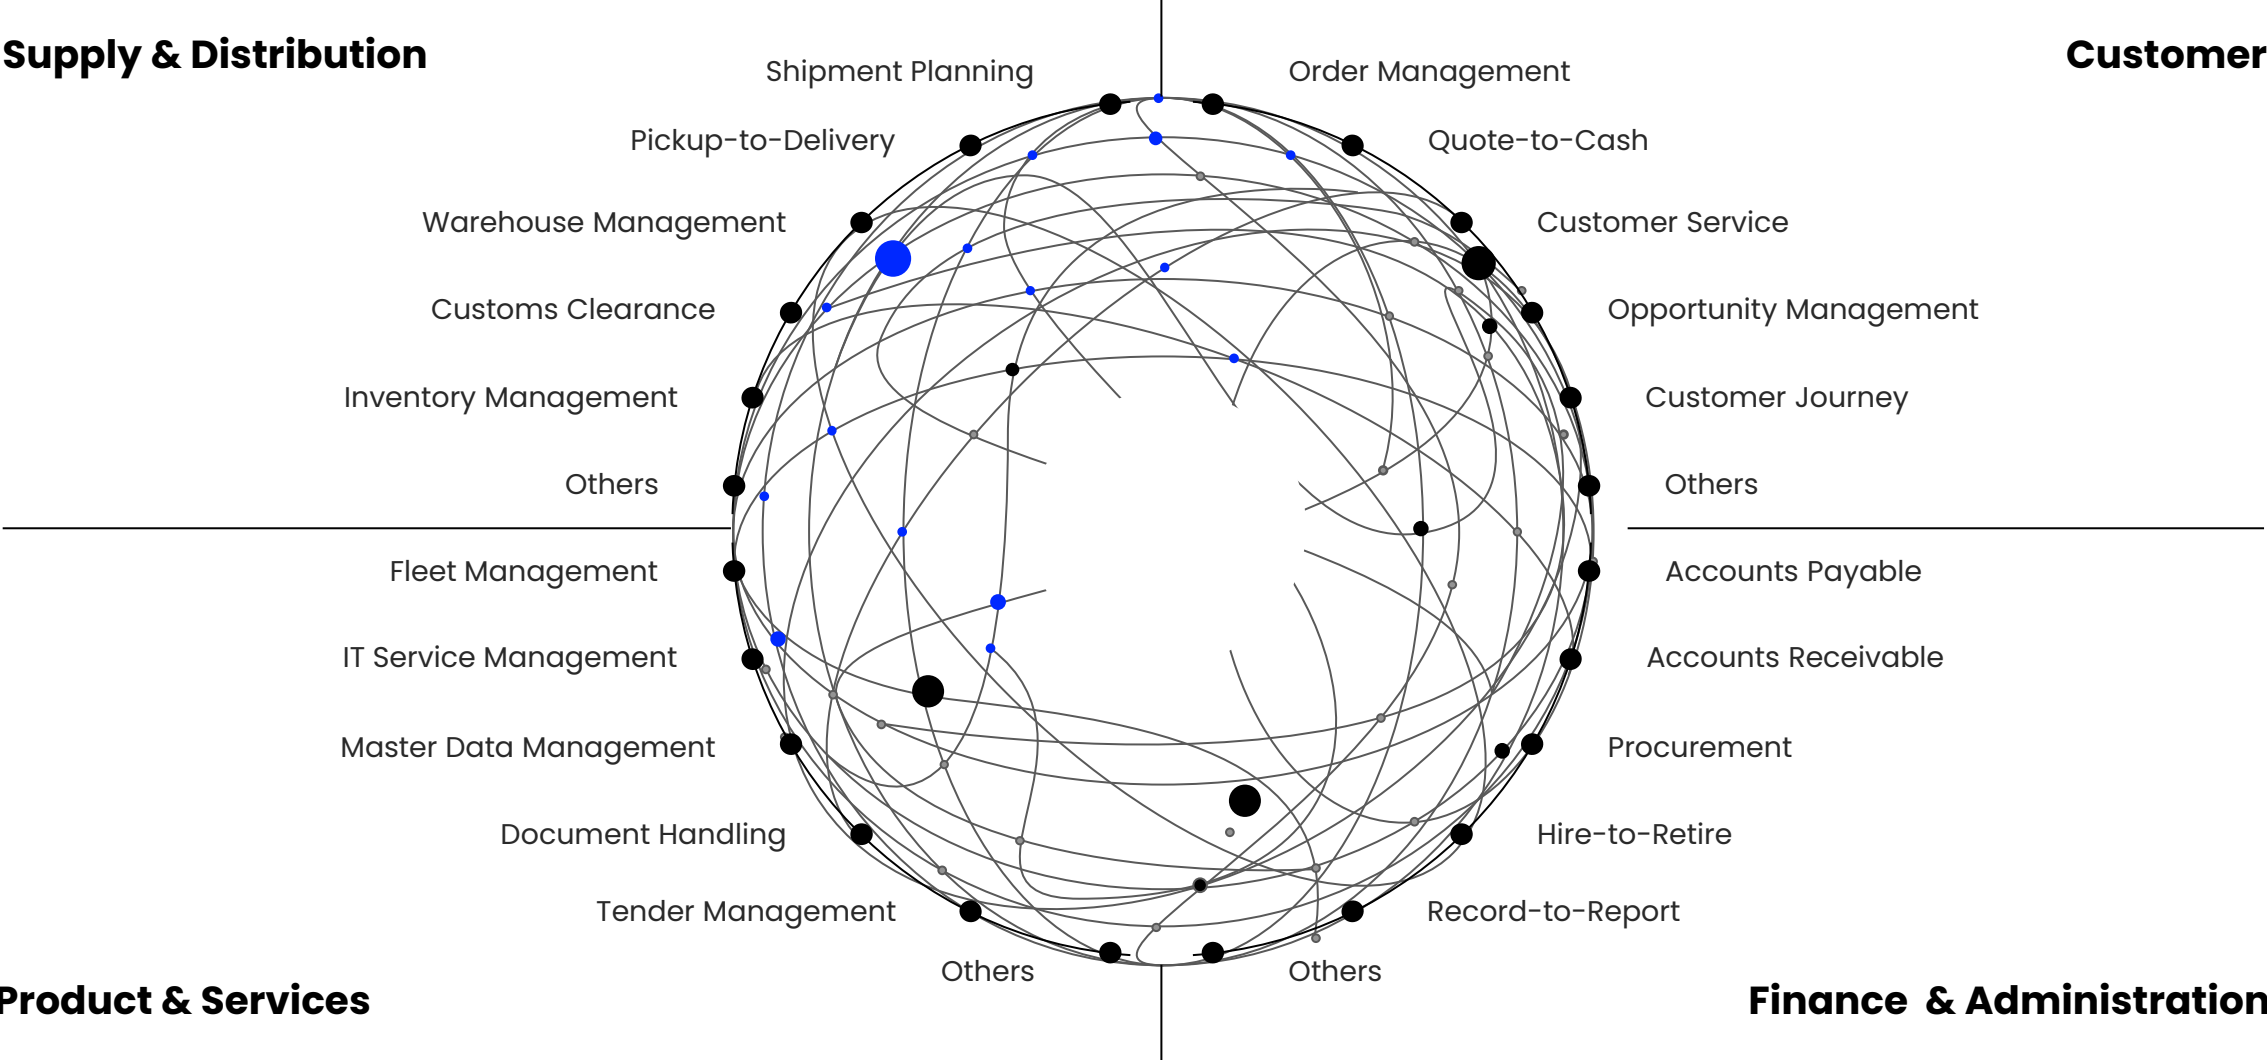 Supply & Distribution
Customer
Shipment Planning
Order Management
Pickup-to-Delivery
Quote-to-Cash
Warehouse Management
Customer Service
Customs Clearance
Opportunity Management
Inventory Management
Customer Journey
Others
Others
Fleet Management
Accounts Payable
IT Service Management
Accounts Receivable
Master Data Management
Procurement
Document Handling
Hire-to-Retire
Tender Management
Record-to-Report
Others
Others
Product & Services
Finance & Administration